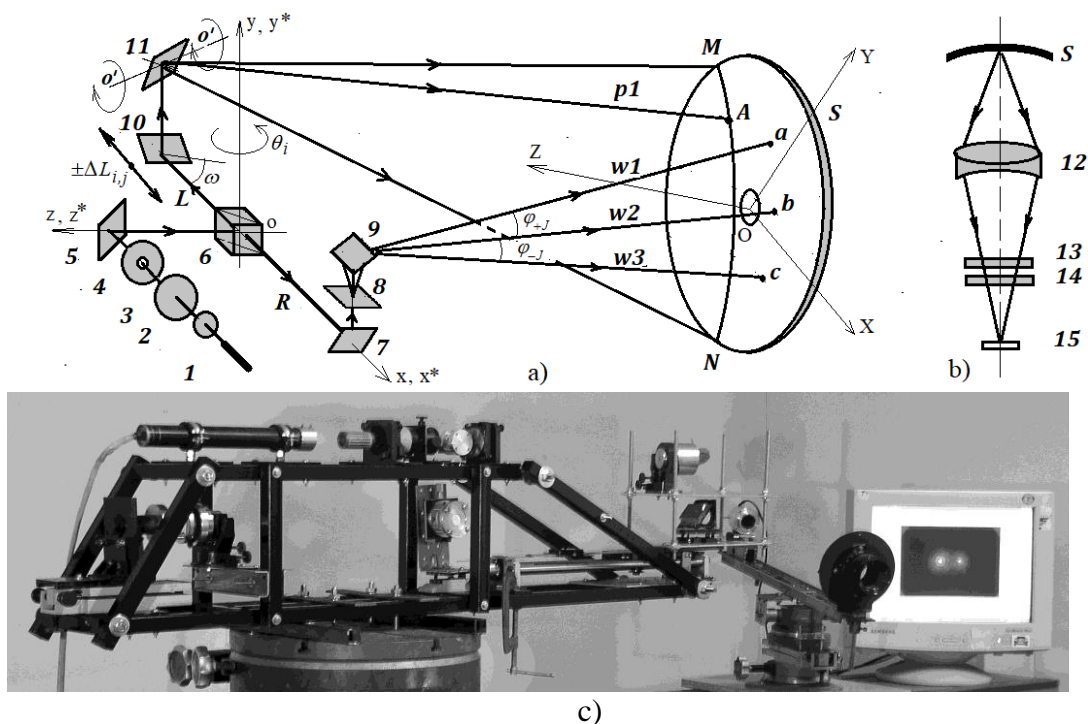 y, y*
o'
11
o'
M
Y
S
p1
A
S
a
10
θi
Z
w1
±ΔLi,j
ω
12
L
φ+J
w2
b
z, z*
o
9
O
φ−J
5
6
w3
c
13
4
8
14
R
3
X
2
7
N
15
1
x, x*
a)
b)
SIEMENS
c)